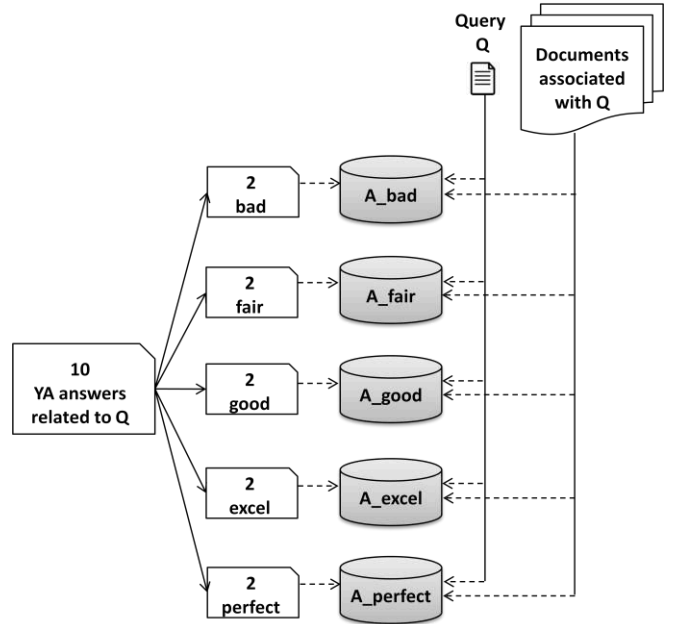 Query
Q
Documents
associated
with Q
2
bad
A_bad
2
fair
A_fair
10
YA answers
related to Q
2
good
A_good
2
excel
A_excel
2
perfect
A_perfect